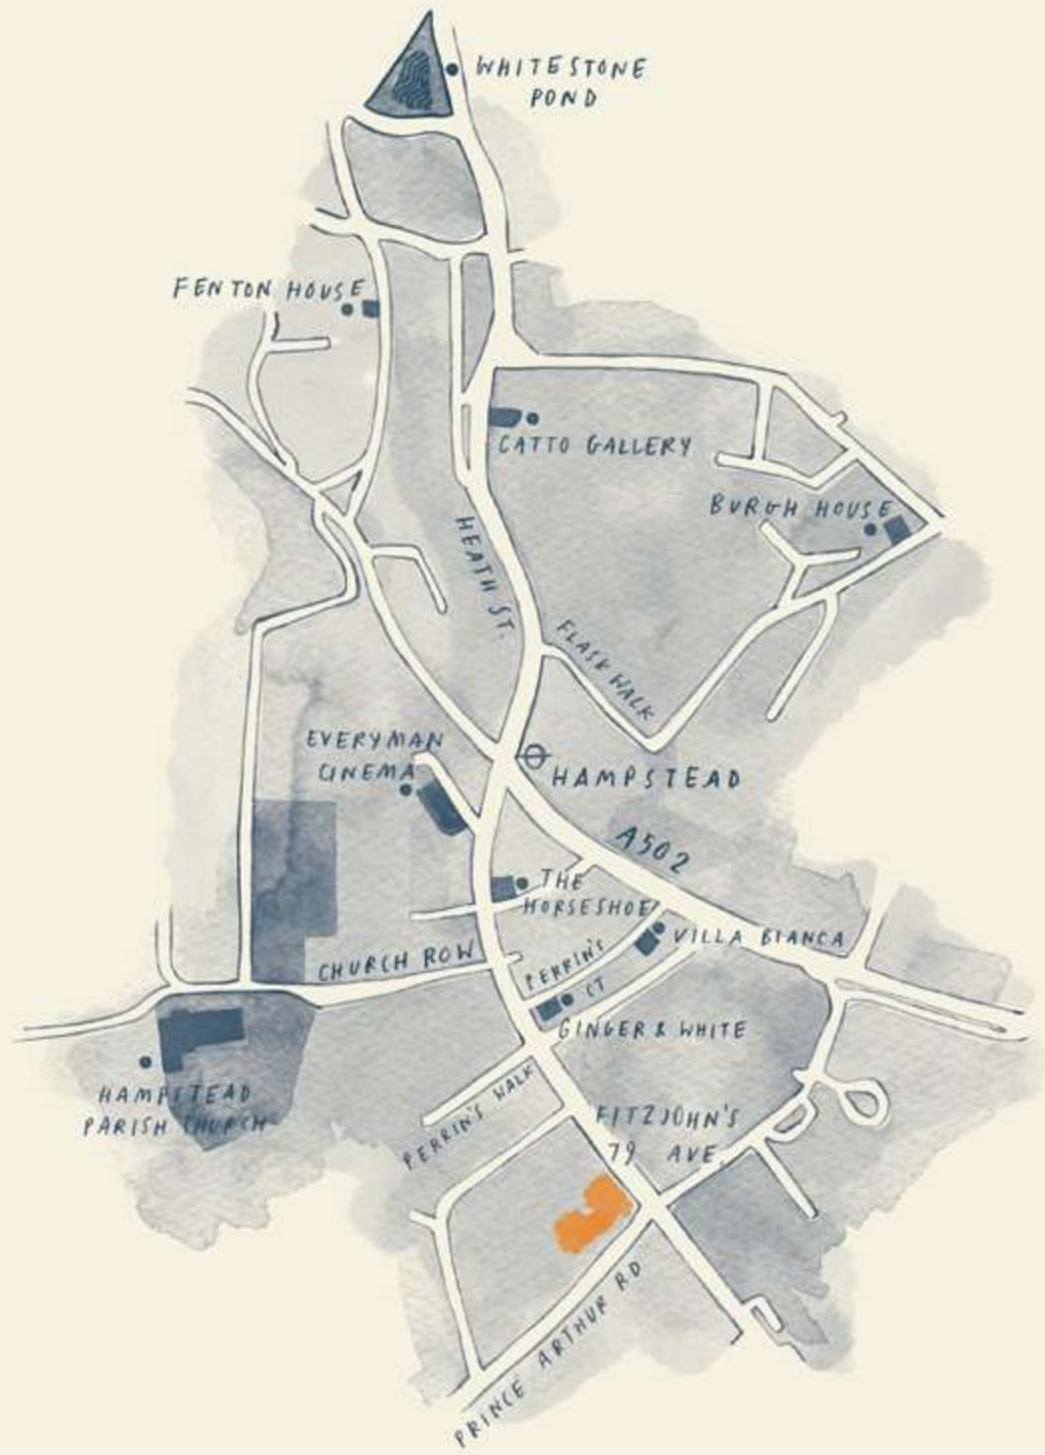 WHITESTONE
POND
FENTON HOUSE
CATTO GALLERY
BURGH HOUSE
HEATH ST.
FLASK WALK
EVERYMAN
CINEMA
HAMPSTEAD
A502
THE
HORSESHOE
VILLA BIANCA
CHURCH ROW
PERRIN'S
CT
GINGER & WHITE
HAMPSTEAD
PARISH CHURCH
PERRIN'S WALK
FITZJOHN'S
79 AVE.
PRINCE ARTHUR RD